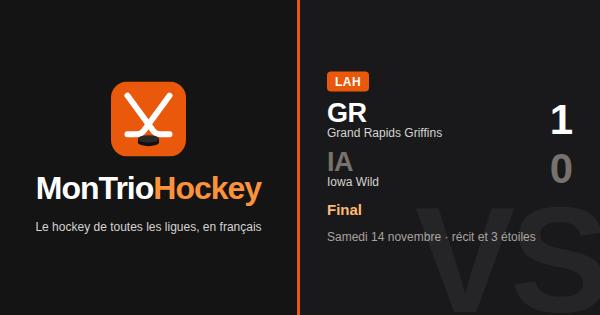 MonTrioHockey
Le hockey de toutes les ligues, en français
LAH
GR 1
Grand Rapids Griffins
IA 0
Iowa Wild
Final
Samedi 14 novembre · récit et 3 étoiles
VS